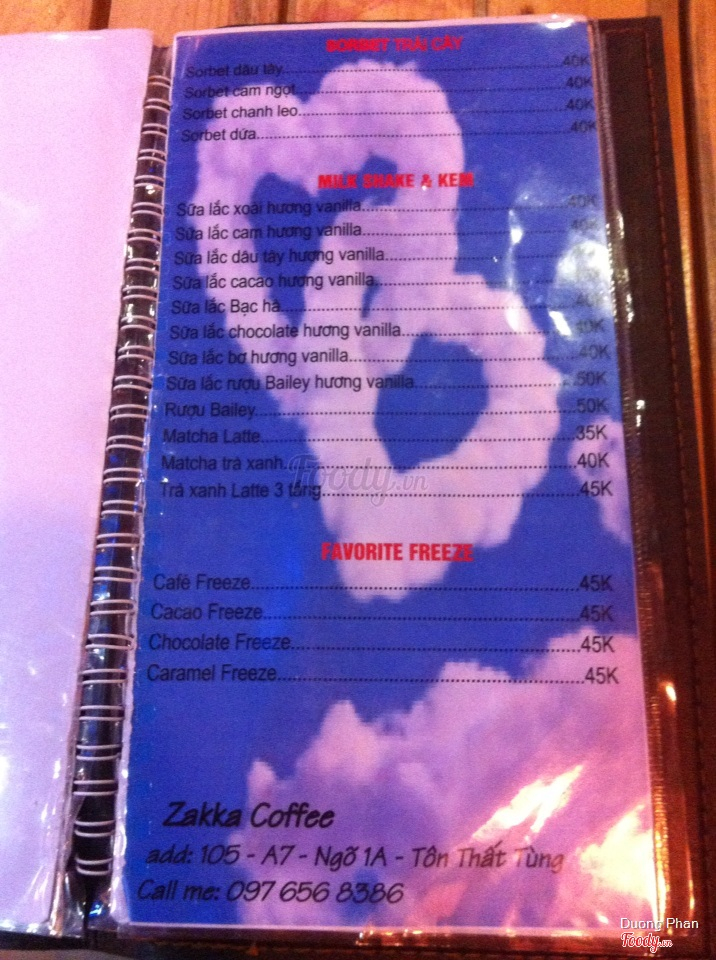 SORBET TRÁI CÂY
Sorbet dâu tây....................40K
Sorbet cam ngọt....................40K
Sorbet chanh leo....................40K
Sorbet dứa....................40K
MILK SHAKE & KEM
Sữa lắc xoài hương vanilla....................40K
Sữa lắc cam hương vanilla....................40K
Sữa lắc dâu tây hương vanilla....................
Sữa lắc cacao hương vanilla....................
Sữa lắc Bạc hà....................40K
Sữa lắc chocolate hương vanilla....................40K
Sữa lắc bơ hương vanilla....................40K
Sữa lắc rượu Bailey hương vanilla....................50K
Rượu Bailey....................50K
Matcha Latte....................35K
Matcha trà xanh....................40K
Trà xanh Latte 3 tầng....................45K
Foody.vn
FAVORITE FREEZE
Café Freeze....................45K
Cacao Freeze....................45K
Chocolate Freeze....................45K
Caramel Freeze....................45K
Zakka Coffee
add: 105 - A7 - Ngõ 1A - Tôn Thất Tùng
Call me: 097 656 8386
Duong Phan
Foody.vn